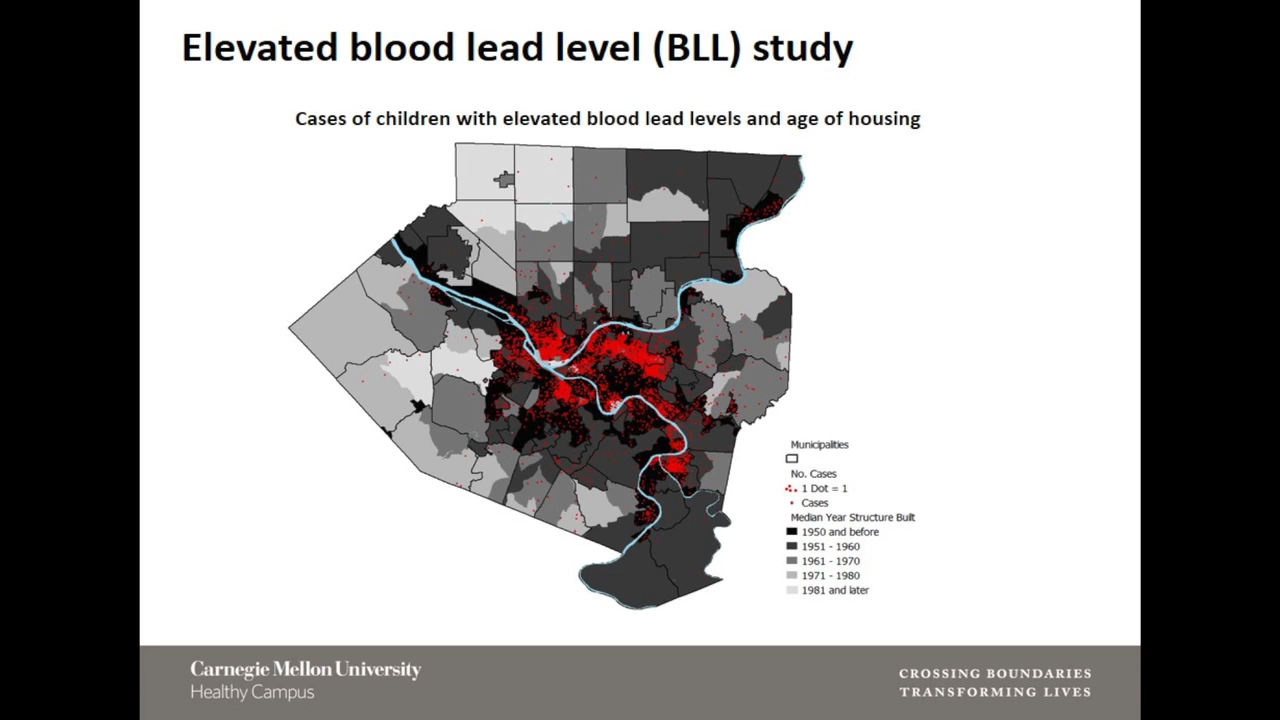 Elevated blood lead level (BLL) study
Cases of children with elevated blood lead levels and age of housing
Municipalities
No. Cases
1 Dot = 1
Cases
Median Year Structure Built
1950 and before
1951 - 1960
1961 - 1970
1971 - 1980
1981 and later
Carnegie Mellon University
Healthy Campus
CROSSING BOUNDARIES
TRANSFORMING LIVES